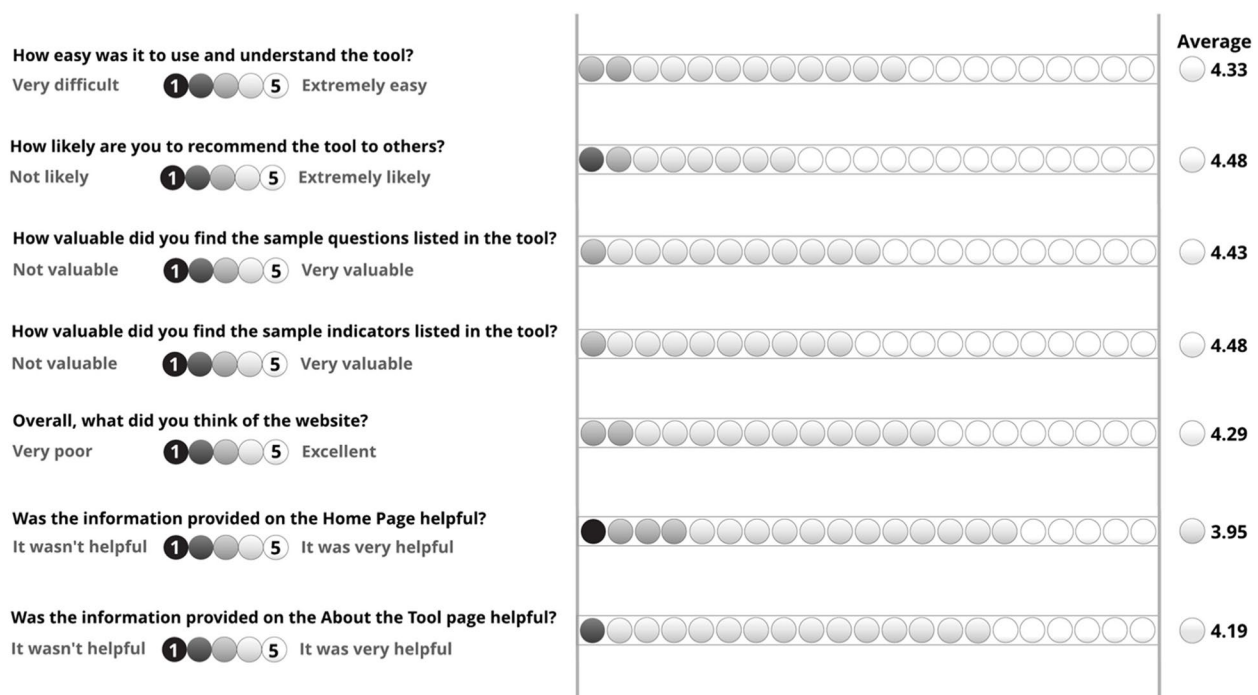 Average
How easy was it to use and understand the tool?
Very difficult 1 5 Extremely easy
4.33
How likely are you to recommend the tool to others?
Not likely 1 5 Extremely likely
4.48
How valuable did you find the sample questions listed in the tool?
Not valuable 1 5 Very valuable
4.43
How valuable did you find the sample indicators listed in the tool?
Not valuable 1 5 Very valuable
4.48
Overall, what did you think of the website?
Very poor 1 5 Excellent
4.29
Was the information provided on the Home Page helpful?
It wasn't helpful 1 5 It was very helpful
3.95
Was the information provided on the About the Tool page helpful?
It wasn't helpful 1 5 It was very helpful
4.19